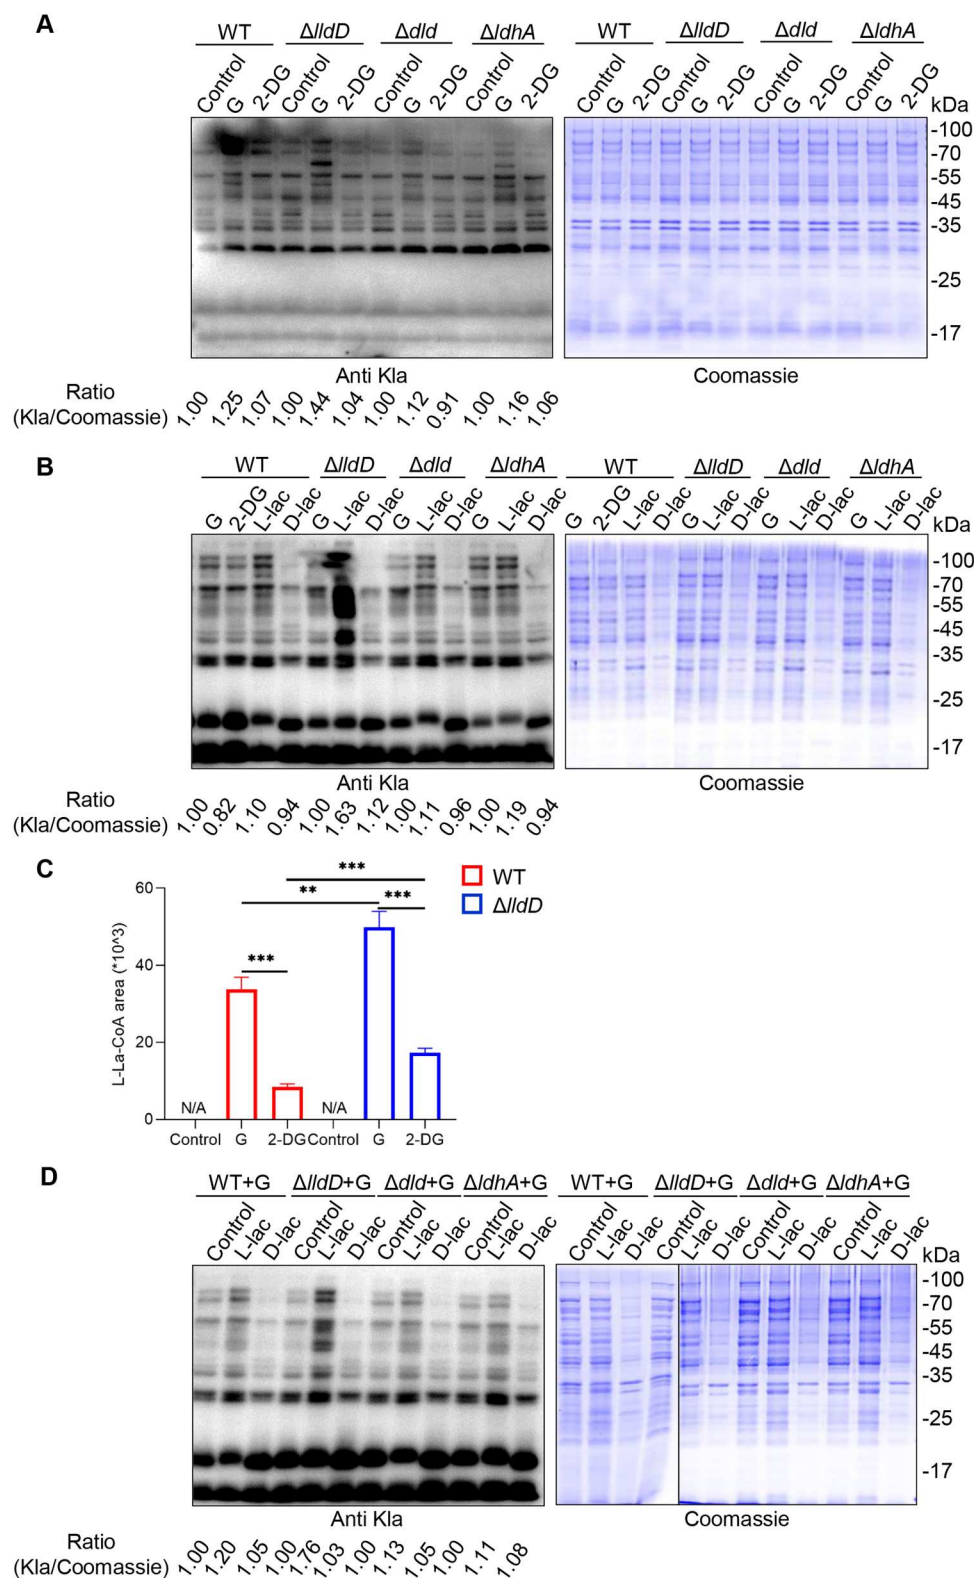 A
WT ΔlldD Δdld ΔldhA WT ΔlldD Δdld ΔldhA
Control G 2-DG Control G 2-DG Control G 2-DG Control G 2-DG Control G 2-DG Control G 2-DG Control G 2-DG Control G 2-DG kDa
-100
-70
-55
-45
-35
-25
-17
Anti Kla Coomassie
Ratio
(Kla/Coomassie) 1.00 1.25 1.07 1.00 1.44 1.04 1.00 1.12 0.91 1.00 1.16 1.06
B
WT ΔlldD Δdld ΔldhA WT ΔlldD Δdld ΔldhA
G 2-DG L-lac D-lac G L-lac D-lac G L-lac D-lac G L-lac D-lac G 2-DG L-lac D-lac G L-lac D-lac G L-lac D-lac G L-lac D-lac kDa
-100
-70
-55
-45
-35
-25
-17
Anti Kla Coomassie
Ratio
(Kla/Coomassie) 1.00 0.82 1.10 0.94 1.00 1.63 1.12 1.00 1.11 0.96 1.00 1.19 0.94
C
L-La-CoA area (*10^3)
60
40
20
0
*** ** *** ***
WT
ΔlldD
N/A N/A
Control G 2-DG Control G 2-DG
D
WT+G ΔlldD+G Δdld+G ΔldhA+G WT+G ΔlldD+G Δdld+G ΔldhA+G
Control L-lac D-lac Control L-lac D-lac Control L-lac D-lac Control L-lac D-lac Control L-lac D-lac Control L-lac D-lac Control L-lac D-lac Control L-lac D-lac kDa
-100
-70
-55
-45
-35
-25
-17
Anti Kla Coomassie
Ratio
(Kla/Coomassie) 1.00 1.20 1.05 1.00 1.76 1.03 1.00 1.13 1.05 1.00 1.11 1.08